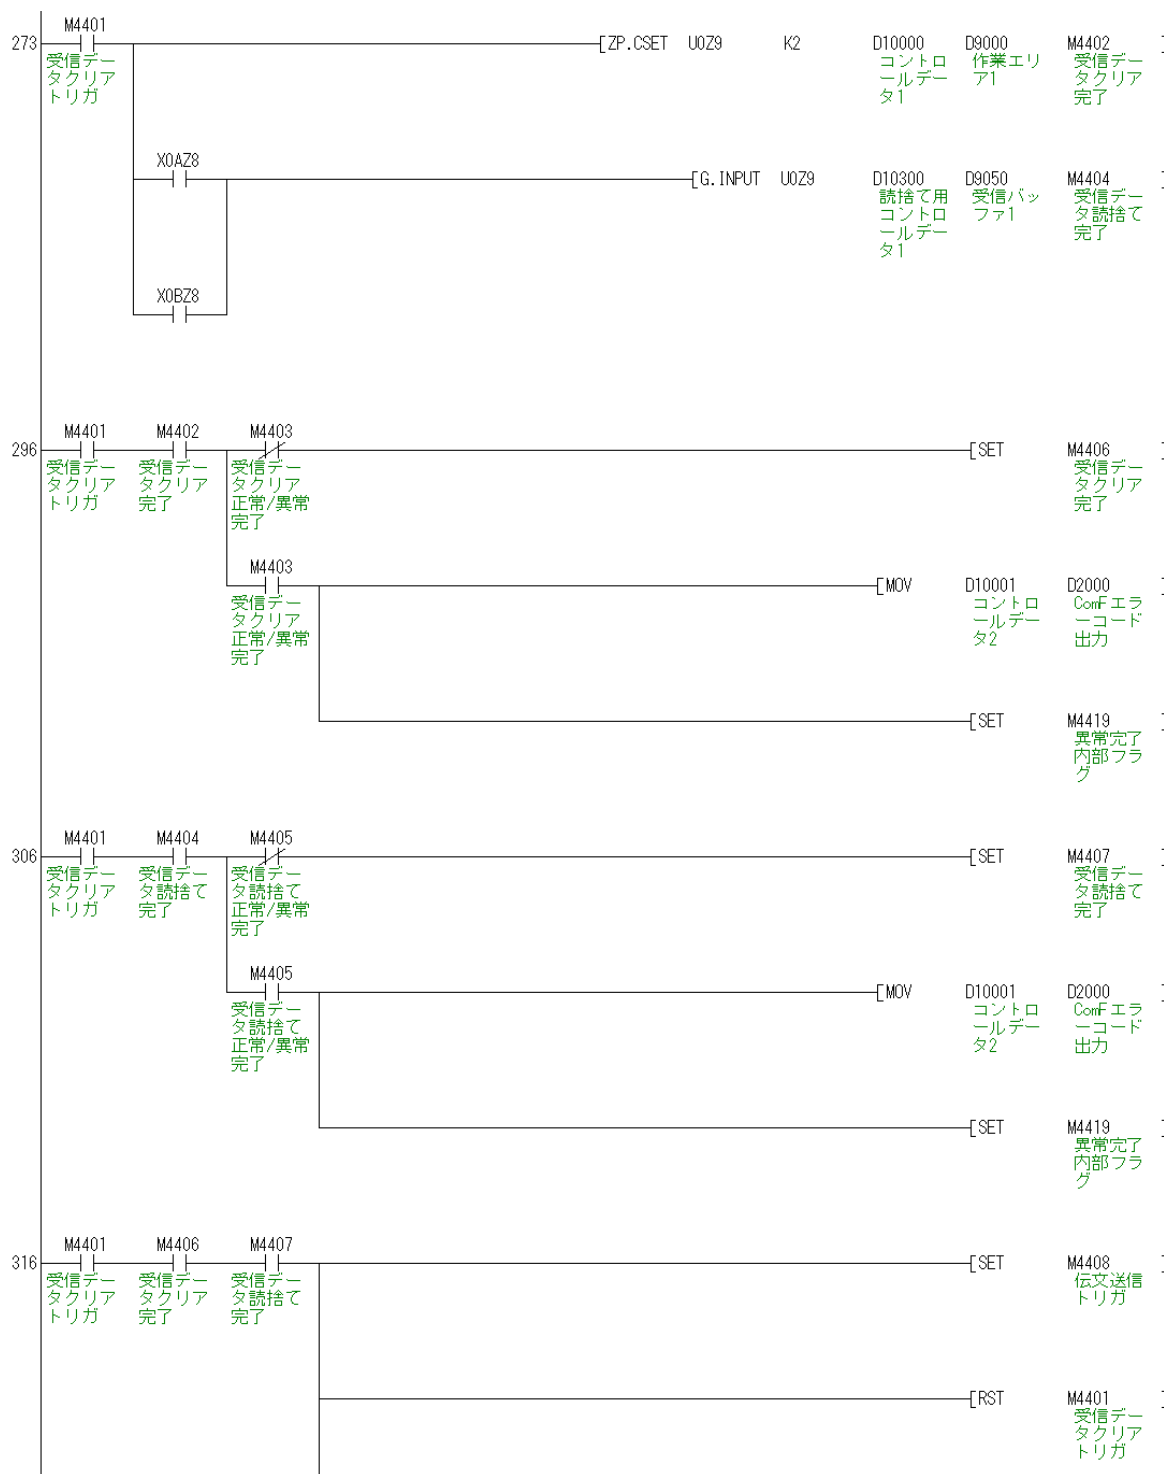 M4401
273
[ZP.CSET U0Z9 K2 D10000 D9000 M4402 ]
受信デー
タクリア
トリガ
コントロ
ールデー
タ1
作業エリ
ア1
受信デー
タクリア
完了
X0AZ8
[G.INPUT U0Z9 D10300 D9050 M4404 ]
読捨て用
コントロ
ールデー
タ1
受信バッ
ファ1
受信デー
タ読捨て
完了
X0BZ8
M4401 M4402 M4403
296
[SET M4406 ]
受信デー
タクリア
トリガ
受信デー
タクリア
完了
受信デー
タクリア
正常/異常
完了
受信デー
タクリア
完了
M4403
[MOV D10001 D2000 ]
受信デー
タクリア
正常/異常
完了
コントロ
ールデー
タ2
ComFエラ
ーコード
出力
[SET M4419 ]
異常完了
内部フラ
グ
M4401 M4404 M4405
306
[SET M4407 ]
受信デー
タクリア
トリガ
受信デー
タ読捨て
完了
受信デー
タ読捨て
正常/異常
完了
受信デー
タ読捨て
完了
M4405
[MOV D10001 D2000 ]
受信デー
タ読捨て
正常/異常
完了
コントロ
ールデー
タ2
ComFエラ
ーコード
出力
[SET M4419 ]
異常完了
内部フラ
グ
M4401 M4406 M4407
316
[SET M4408 ]
受信デー
タクリア
トリガ
受信デー
タクリア
完了
受信デー
タ読捨て
完了
伝文送信
トリガ
[RST M4401 ]
受信デー
タクリア
トリガ